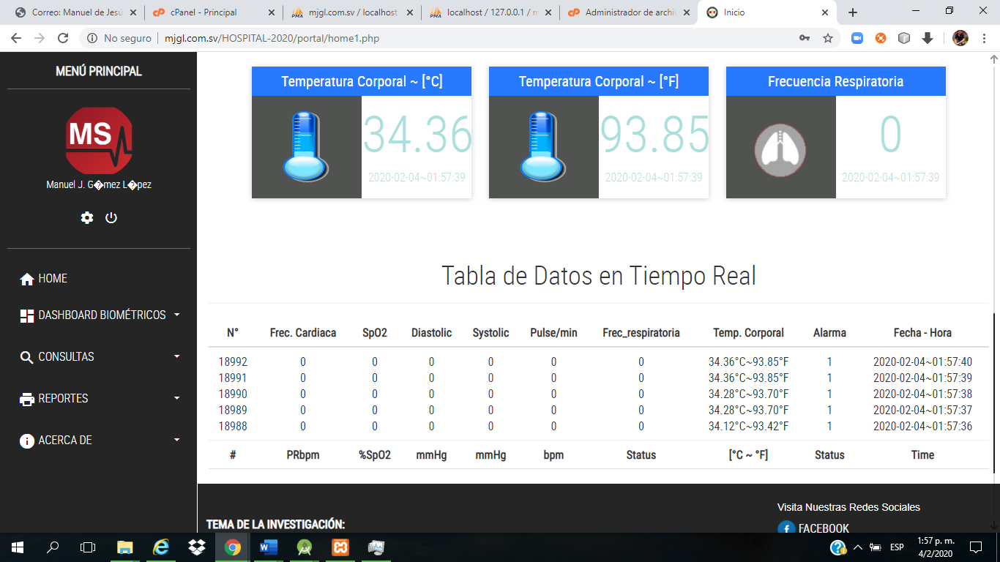 Correo: Manuel de Jesú
cPanel - Principal
mjgl.com.sv / localhost
localhost / 127.0.0.1 / m
Administrador de archiv
Inicio
No seguro
mjgl.com.sv/HOSPITAL-2020/portal/home1.php
MENÚ PRINCIPAL
MS
Manuel J. G�mez L�pez
HOME
DASHBOARD BIOMÉTRICOS
CONSULTAS
REPORTES
ACERCA DE
Temperatura Corporal ~ [°C]
34.36
2020-02-04~01:57:39
Temperatura Corporal ~ [°F]
93.85
2020-02-04~01:57:39
Frecuencia Respiratoria
0
2020-02-04~01:57:39
Tabla de Datos en Tiempo Real
N° Frec. Cardiaca SpO2 Diastolic Systolic Pulse/min Frec_respiratoria Temp. Corporal Alarma Fecha - Hora
18992 0 0 0 0 0 0 34.36°C~93.85°F 1 2020-02-04~01:57:40
18991 0 0 0 0 0 0 34.36°C~93.85°F 1 2020-02-04~01:57:39
18990 0 0 0 0 0 0 34.28°C~93.70°F 1 2020-02-04~01:57:38
18989 0 0 0 0 0 0 34.28°C~93.70°F 1 2020-02-04~01:57:37
18988 0 0 0 0 0 0 34.12°C~93.42°F 1 2020-02-04~01:57:36
# PRbpm %SpO2 mmHg mmHg bpm Status [°C ~ °F] Status Time
TEMA DE LA INVESTIGACIÓN:
Visita Nuestras Redes Sociales
FACEBOOK
ESP
1:57 p. m.
4/2/2020